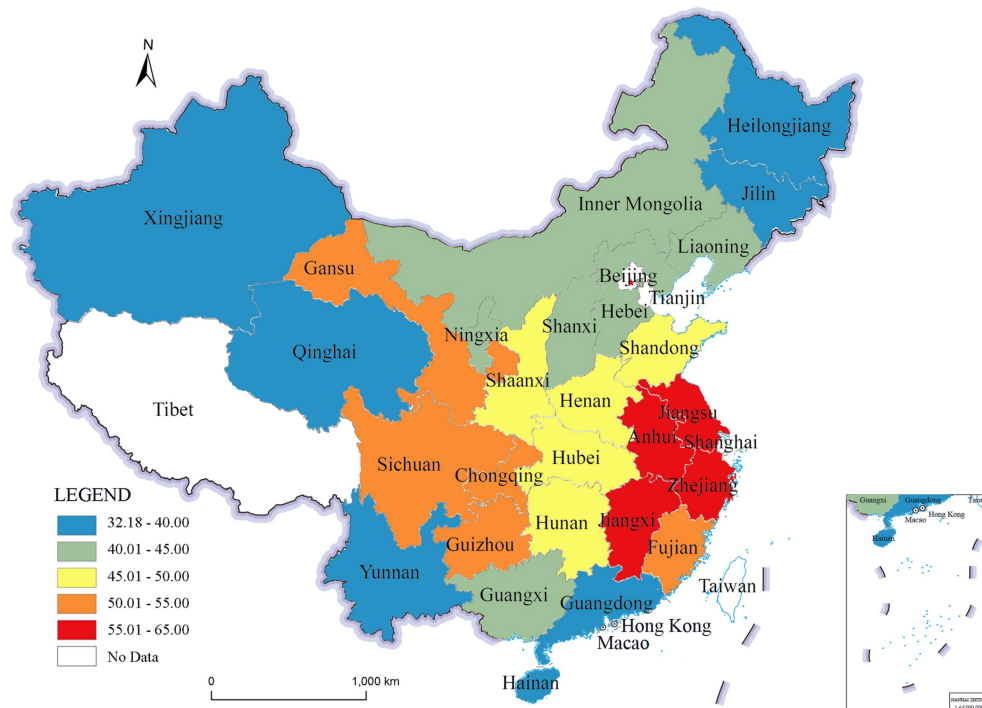 N
Heilongjiang
Jilin
Xingjiang
Inner Mongolia
Liaoning
Gansu
Beijing
Tianjin
Hebei
Ningxia
Shanxi
Shandong
Qinghai
Shaanxi
Henan
Tibet
Jiangsu
Anhui
Shanghai
Sichuan
Hubei
Chongqing
Zhejiang
Hunan
Jiangxi
Guizhou
Fujian
Yunnan
Guangxi
Guangdong
Taiwan
Hong Kong
Macao
Hainan
LEGEND
32.18 - 40.00
40.01 - 45.00
45.01 - 50.00
50.01 - 55.00
55.01 - 65.00
No Data
0 1,000 km
Guangxi
Guangdong
Hong Kong
Macao
Hainan